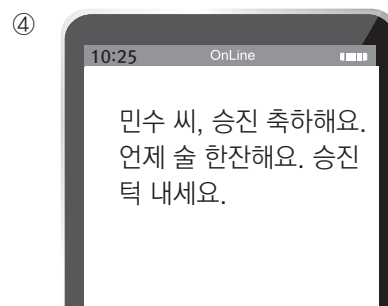 ④
10:25 OnLine
민수 씨, 승진 축하해요.
언제 술 한잔해요. 승진
턱 내세요.